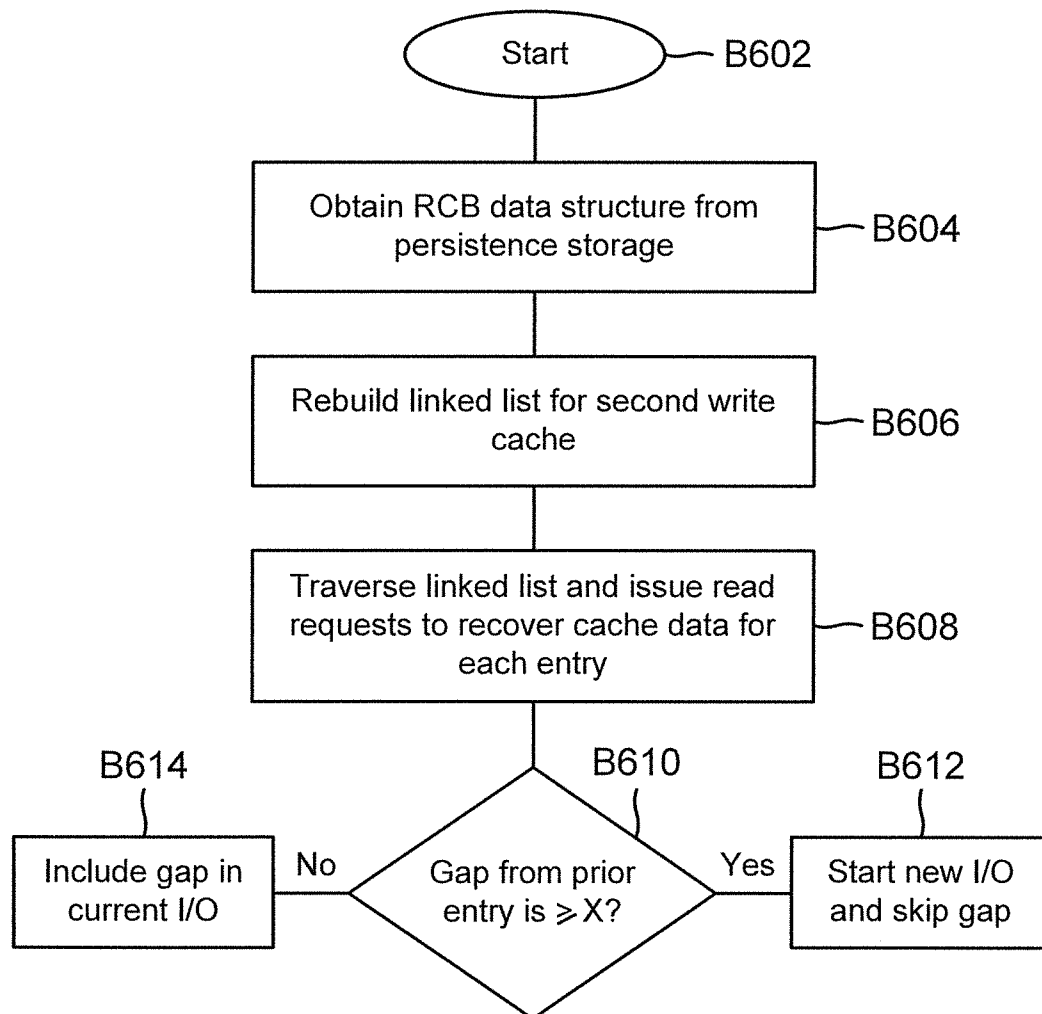 Start
B602
Obtain RCB data structure from
persistence storage
B604
Rebuild linked list for second write
cache
B606
Traverse linked list and issue read
requests to recover cache data for
each entry
B608
B614
B610
B612
Include gap in
current I/O
No
Gap from prior
entry is ⩾ X?
Yes
Start new I/O
and skip gap